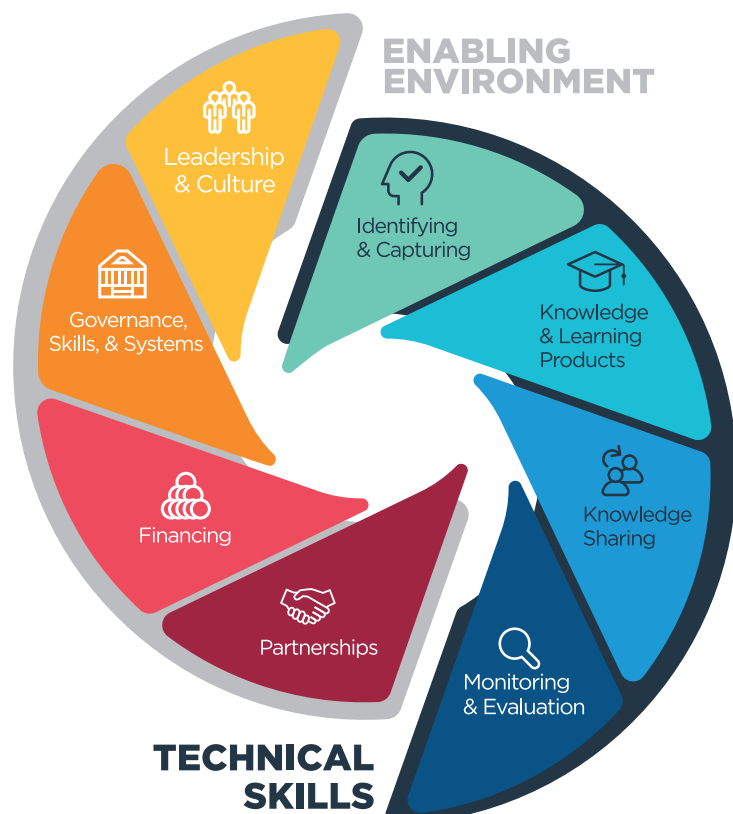 ENABLING
ENVIRONMENT
Leadership
& Culture
Governance,
Skills, & Systems
Financing
Partnerships
Identifying
& Capturing
Knowledge
& Learning
Products
Knowledge
Sharing
Monitoring
& Evaluation
TECHNICAL
SKILLS